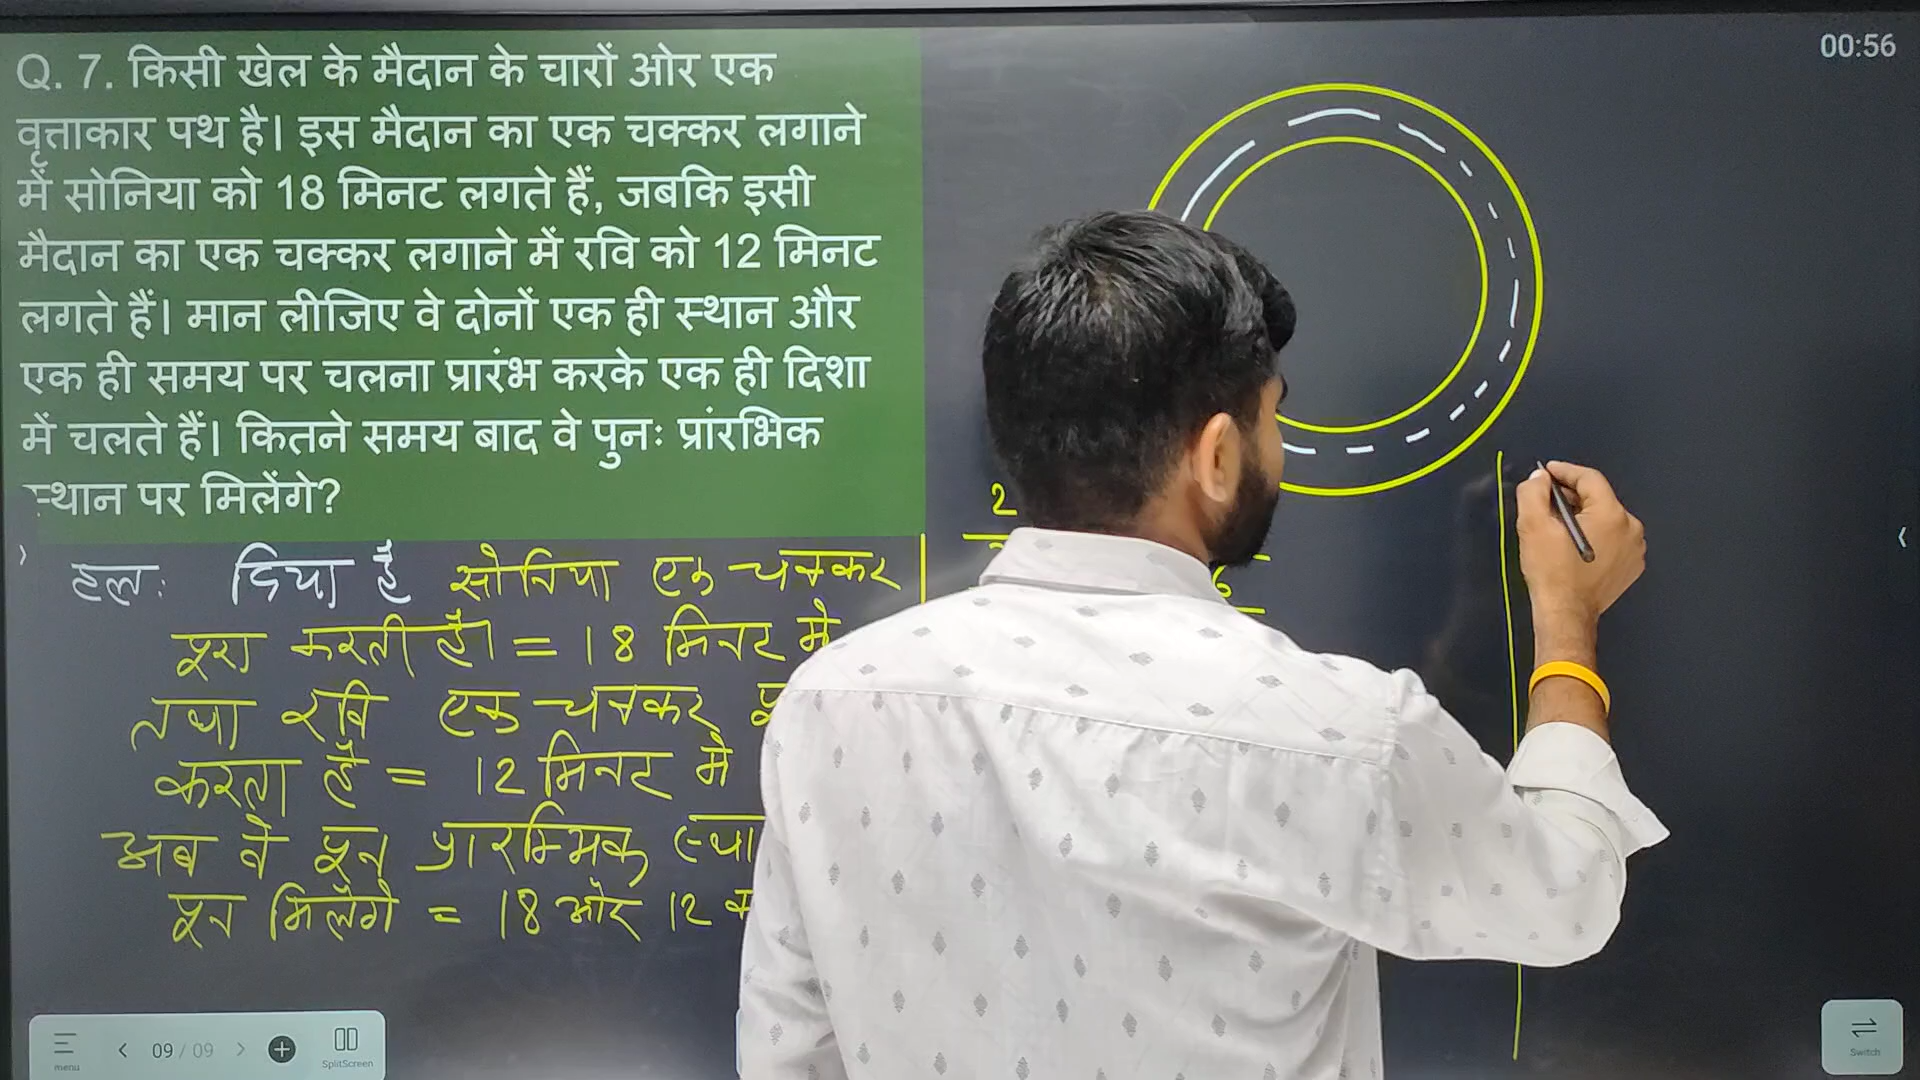 00:56
Q. 7. किसी खेल के मैदान के चारों ओर एक
वृत्ताकार पथ है। इस मैदान का एक चक्कर लगाने
में सोनिया को 18 मिनट लगते हैं, जबकि इसी
मैदान का एक चक्कर लगाने में रवि को 12 मिनट
लगते हैं। मान लीजिए वे दोनों एक ही स्थान और
एक ही समय पर चलना प्रारंभ करके एक ही दिशा
में चलते हैं। कितने समय बाद वे पुनः प्रांरभिक
स्थान पर मिलेंगे?
हल: दिया है सोनिया एक चक्कर
पूरा करती है। = 18 मिनट में
तथा रवि एक चक्कर
करता है = 12 मिनट में
अब वे पुन प्रारम्भिक स्था
पुन मिलेंगे = 18 और 12
2
6
menu
09 / 09
SplitScreen
Switch